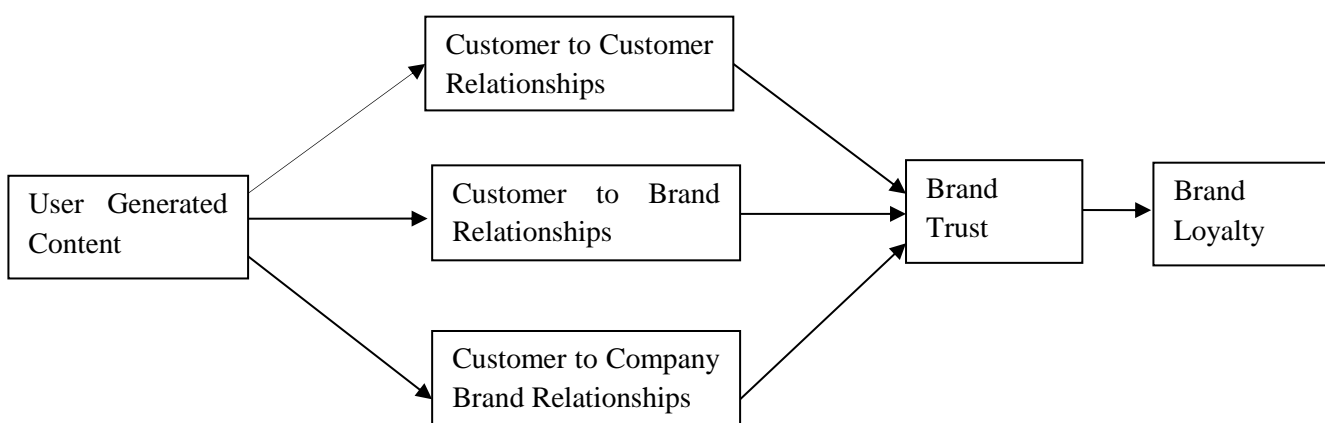 Customer to Customer
Relationships
User Generated
Content
Customer to Brand
Relationships
Brand
Trust
Brand
Loyalty
Customer to Company
Brand Relationships